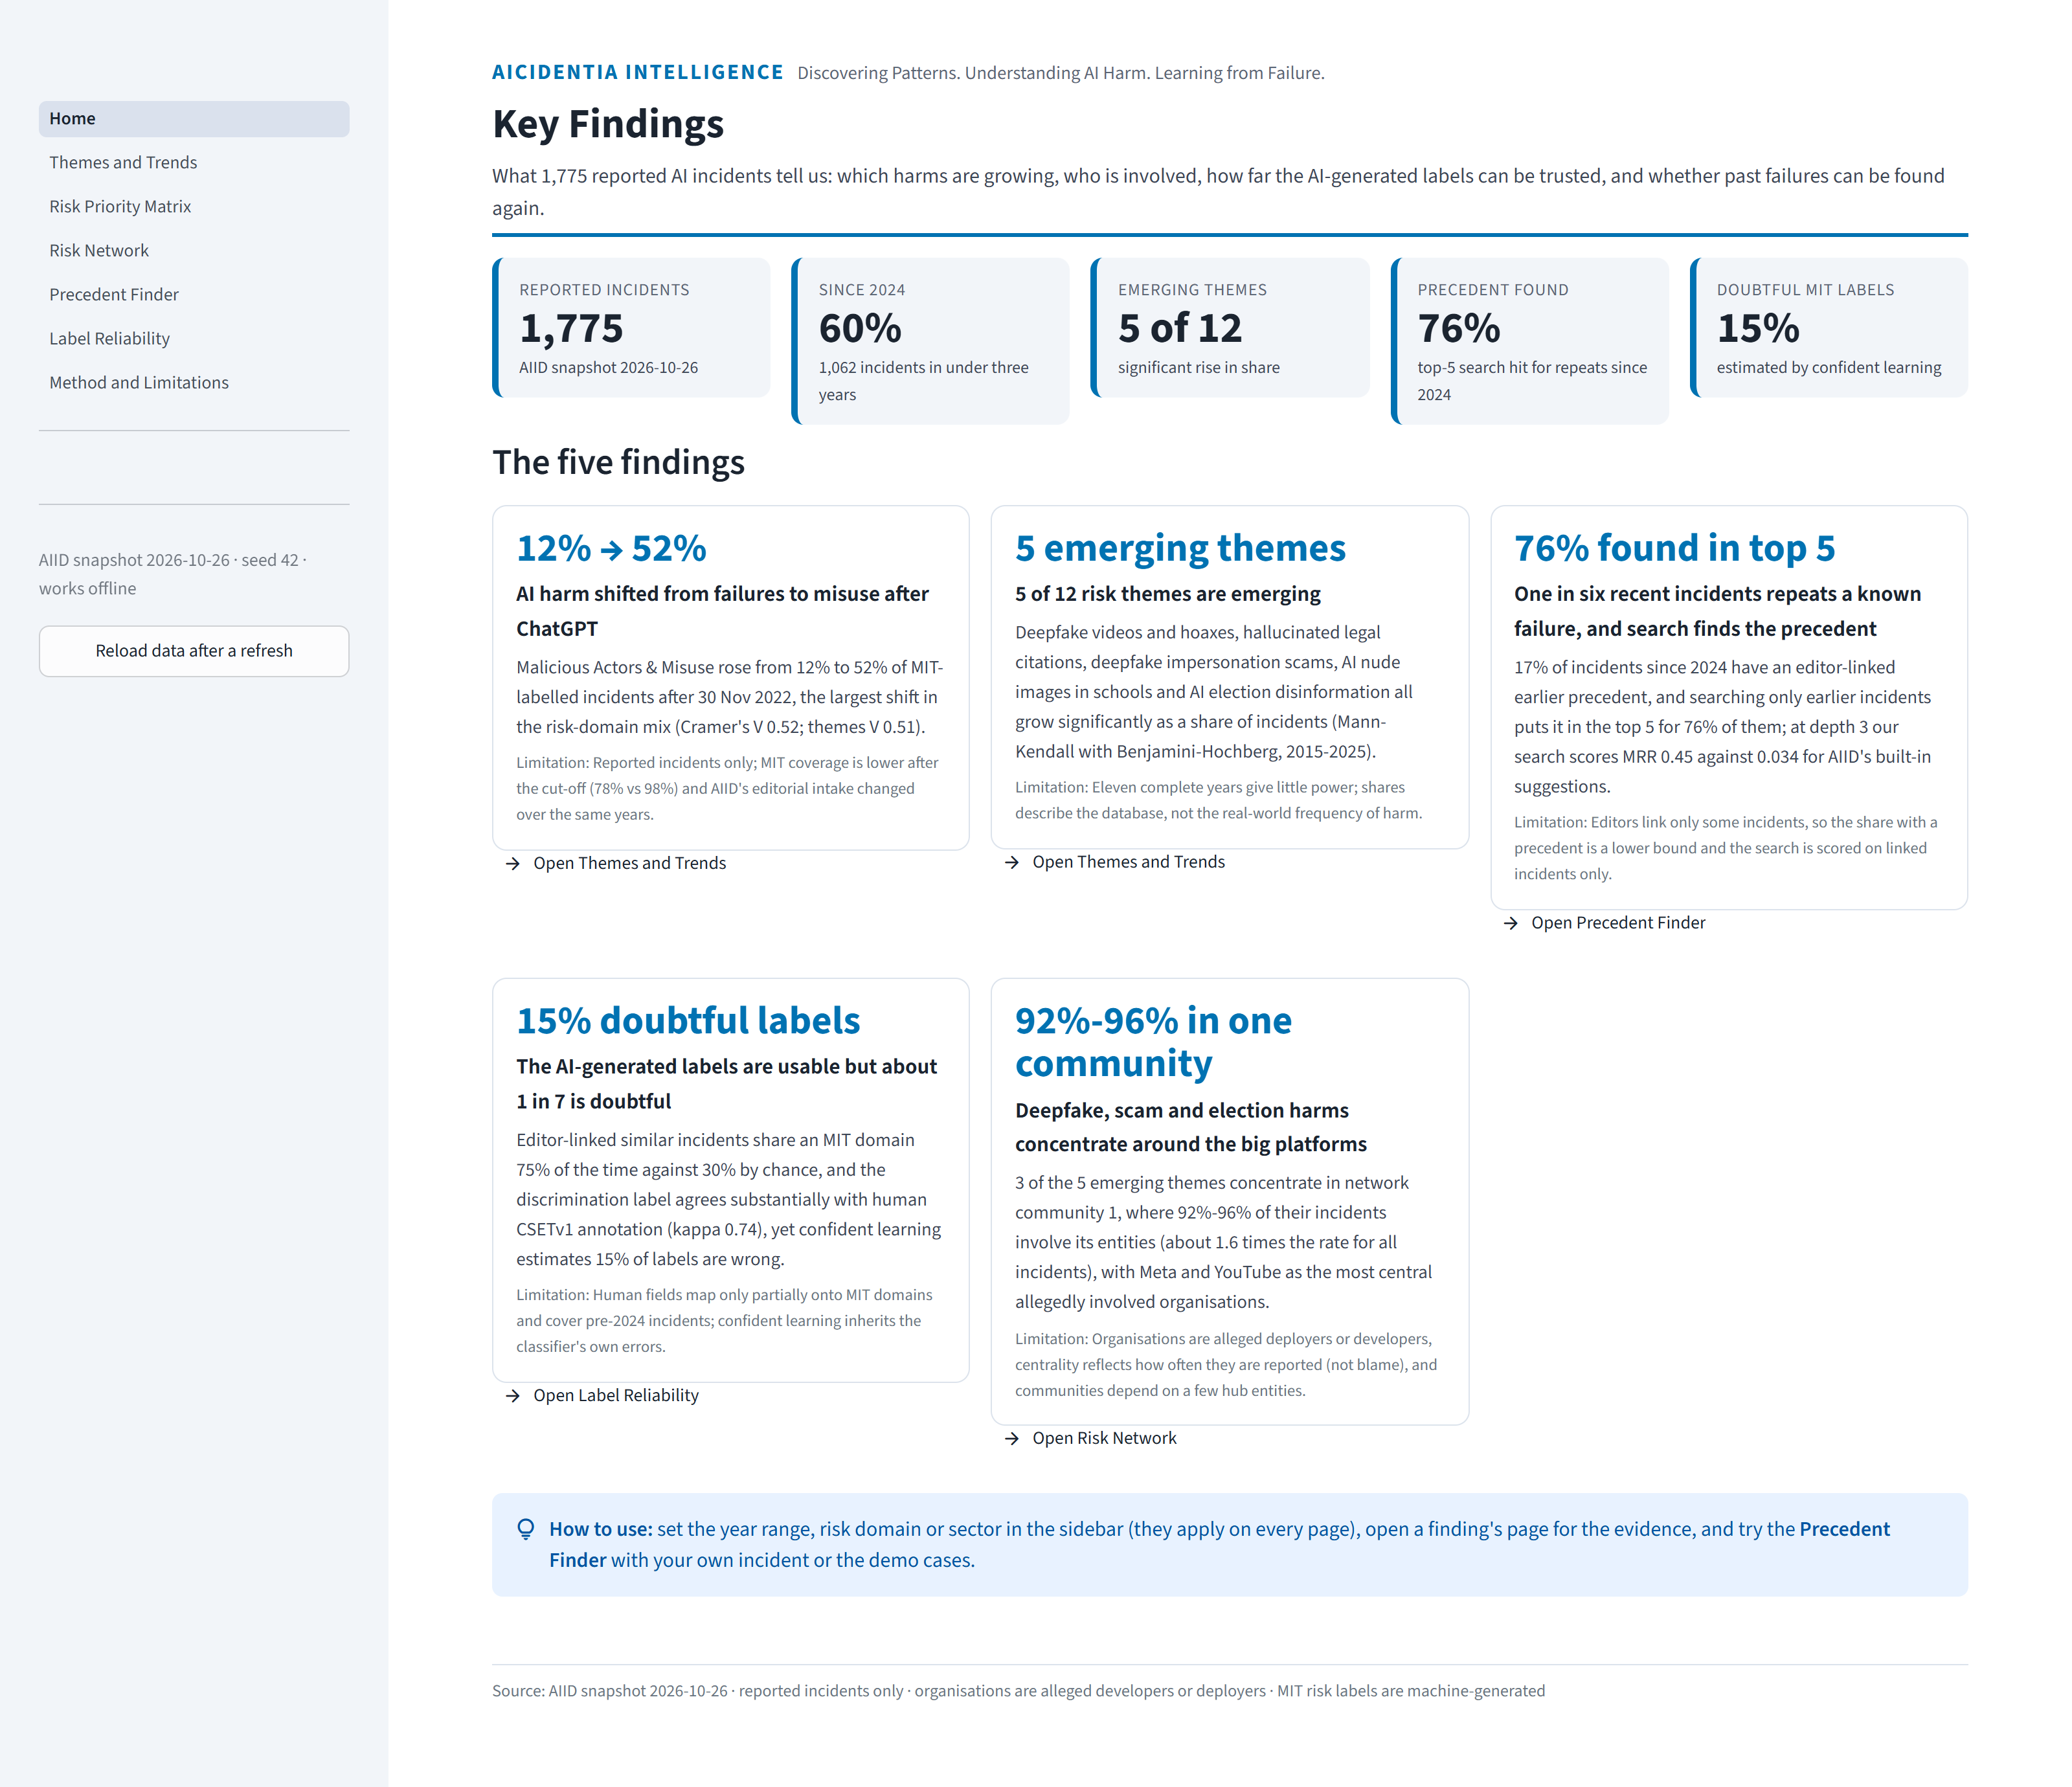 Home
Themes and Trends
Risk Priority Matrix
Risk Network
Precedent Finder
Label Reliability
Method and Limitations
AIID snapshot 2026-10-26 · seed 42 ·
works offline
Reload data after a refresh
AICIDENTIA INTELLIGENCE Discovering Patterns. Understanding AI Harm. Learning from Failure.
Key Findings
What 1,775 reported AI incidents tell us: which harms are growing, who is involved, how far the AI-generated labels can be trusted, and whether past failures can be found
again.
REPORTED INCIDENTS
1,775
AIID snapshot 2026-10-26
SINCE 2024
60%
1,062 incidents in under three
years
EMERGING THEMES
5 of 12
significant rise in share
PRECEDENT FOUND
76%
top-5 search hit for repeats since
2024
DOUBTFUL MIT LABELS
15%
estimated by confident learning
The five findings
12% → 52%
AI harm shifted from failures to misuse after
ChatGPT
Malicious Actors & Misuse rose from 12% to 52% of MIT-
labelled incidents after 30 Nov 2022, the largest shift in
the risk-domain mix (Cramer's V 0.52; themes V 0.51).
Limitation: Reported incidents only; MIT coverage is lower after
the cut-off (78% vs 98%) and AIID's editorial intake changed
over the same years.
→ Open Themes and Trends
5 emerging themes
5 of 12 risk themes are emerging
Deepfake videos and hoaxes, hallucinated legal
citations, deepfake impersonation scams, AI nude
images in schools and AI election disinformation all
grow significantly as a share of incidents (Mann-
Kendall with Benjamini-Hochberg, 2015-2025).
Limitation: Eleven complete years give little power; shares
describe the database, not the real-world frequency of harm.
→ Open Themes and Trends
76% found in top 5
One in six recent incidents repeats a known
failure, and search finds the precedent
17% of incidents since 2024 have an editor-linked
earlier precedent, and searching only earlier incidents
puts it in the top 5 for 76% of them; at depth 3 our
search scores MRR 0.45 against 0.034 for AIID's built-in
suggestions.
Limitation: Editors link only some incidents, so the share with a
precedent is a lower bound and the search is scored on linked
incidents only.
→ Open Precedent Finder
15% doubtful labels
The AI-generated labels are usable but about
1 in 7 is doubtful
Editor-linked similar incidents share an MIT domain
75% of the time against 30% by chance, and the
discrimination label agrees substantially with human
CSETv1 annotation (kappa 0.74), yet confident learning
estimates 15% of labels are wrong.
Limitation: Human fields map only partially onto MIT domains
and cover pre-2024 incidents; confident learning inherits the
classifier's own errors.
→ Open Label Reliability
92%-96% in one
community
Deepfake, scam and election harms
concentrate around the big platforms
3 of the 5 emerging themes concentrate in network
community 1, where 92%-96% of their incidents
involve its entities (about 1.6 times the rate for all
incidents), with Meta and YouTube as the most central
allegedly involved organisations.
Limitation: Organisations are alleged deployers or developers,
centrality reflects how often they are reported (not blame), and
communities depend on a few hub entities.
→ Open Risk Network
How to use: set the year range, risk domain or sector in the sidebar (they apply on every page), open a finding's page for the evidence, and try the Precedent
Finder with your own incident or the demo cases.
Source: AIID snapshot 2026-10-26 · reported incidents only · organisations are alleged developers or deployers · MIT risk labels are machine-generated